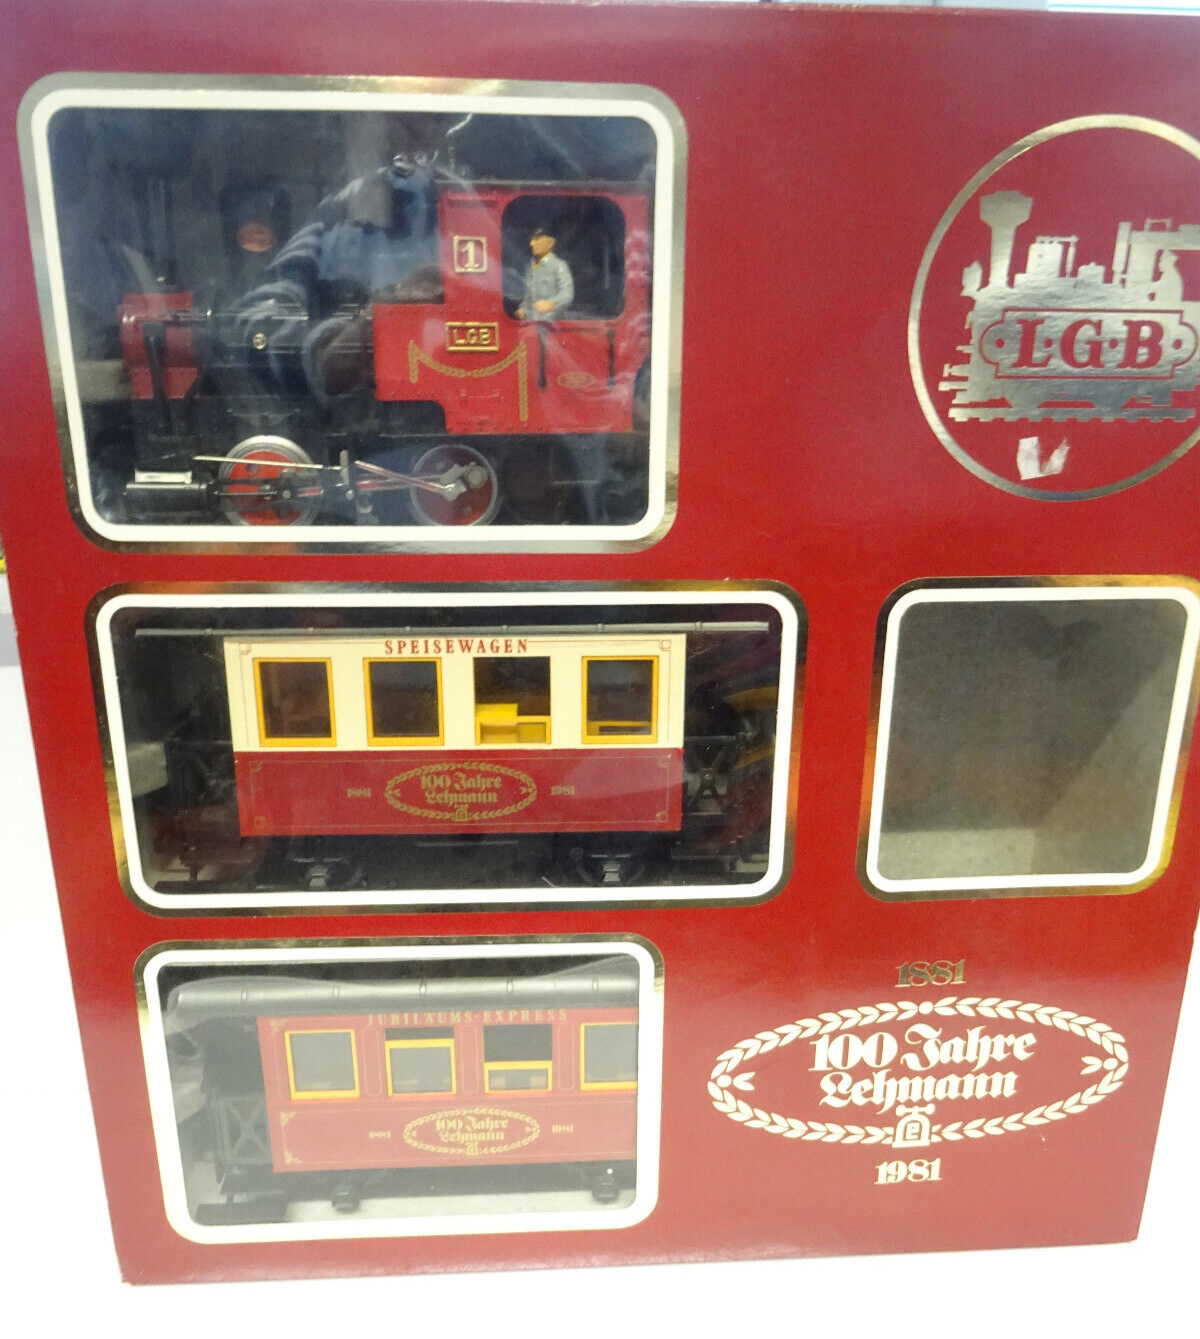 1
LGB
L·G·B
SPEISEWAGEN
1881
100 Jahre
Lehmann
1981
JUBILÄUMS-EXPRESS
1881
100 Jahre
Lehmann
1981
1881
100 Jahre
Lehmann
1981